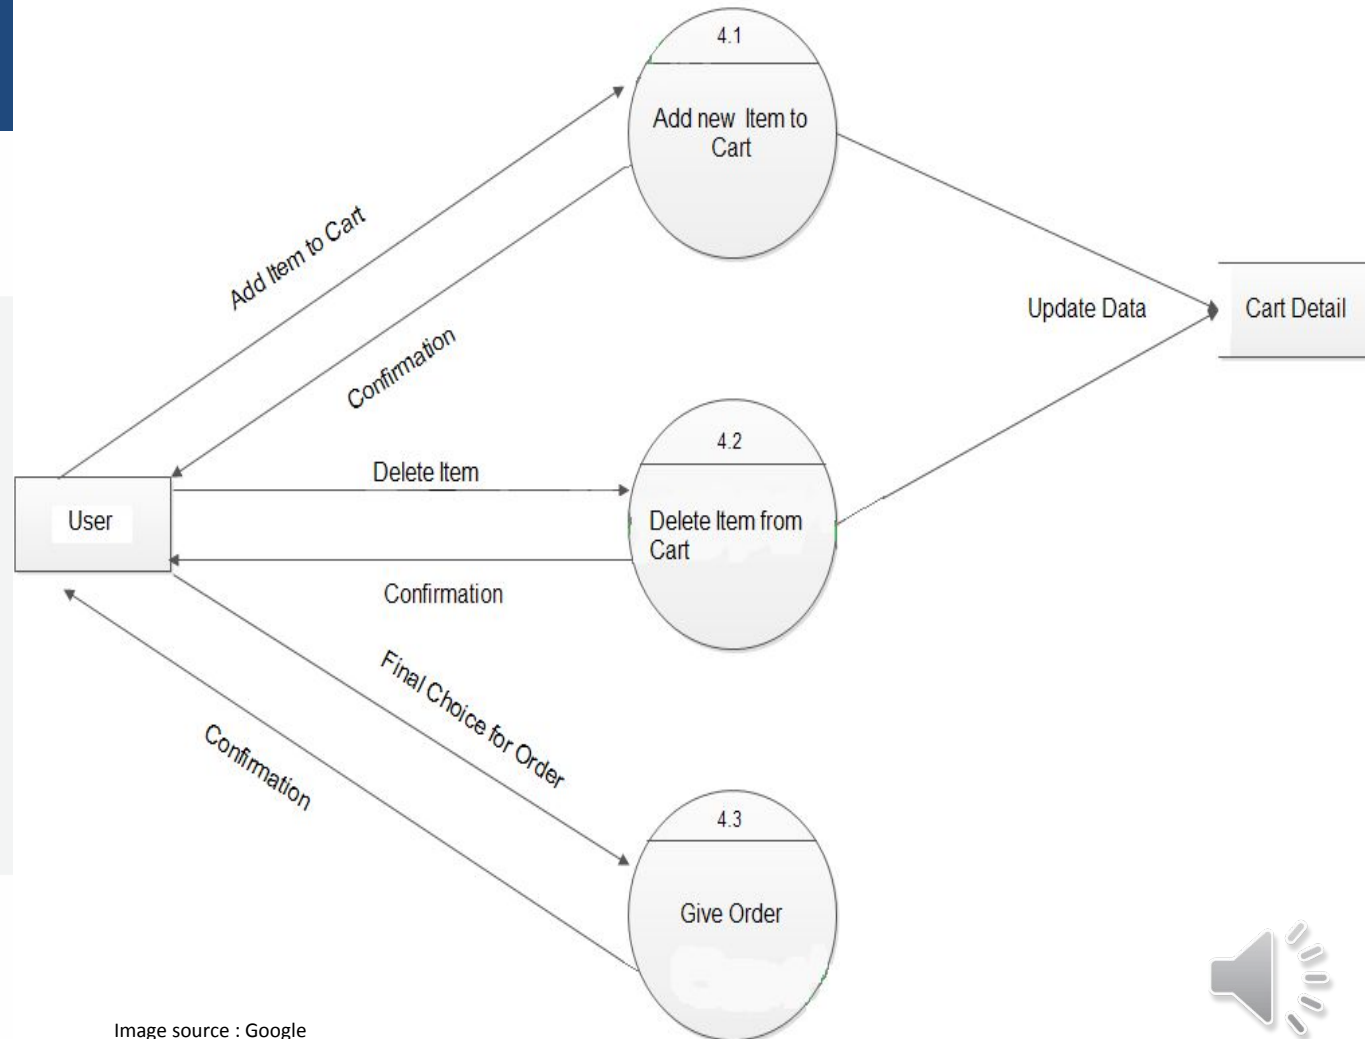 4.1
Add new Item to
Cart
Add Item to Cart
Confirmation
Update Data
Cart Detail
4.2
Delete Item
User
Delete Item from
Cart
Confirmation
Final Choice for Order
Confirmation
4.3
Give Order
Image source : Google